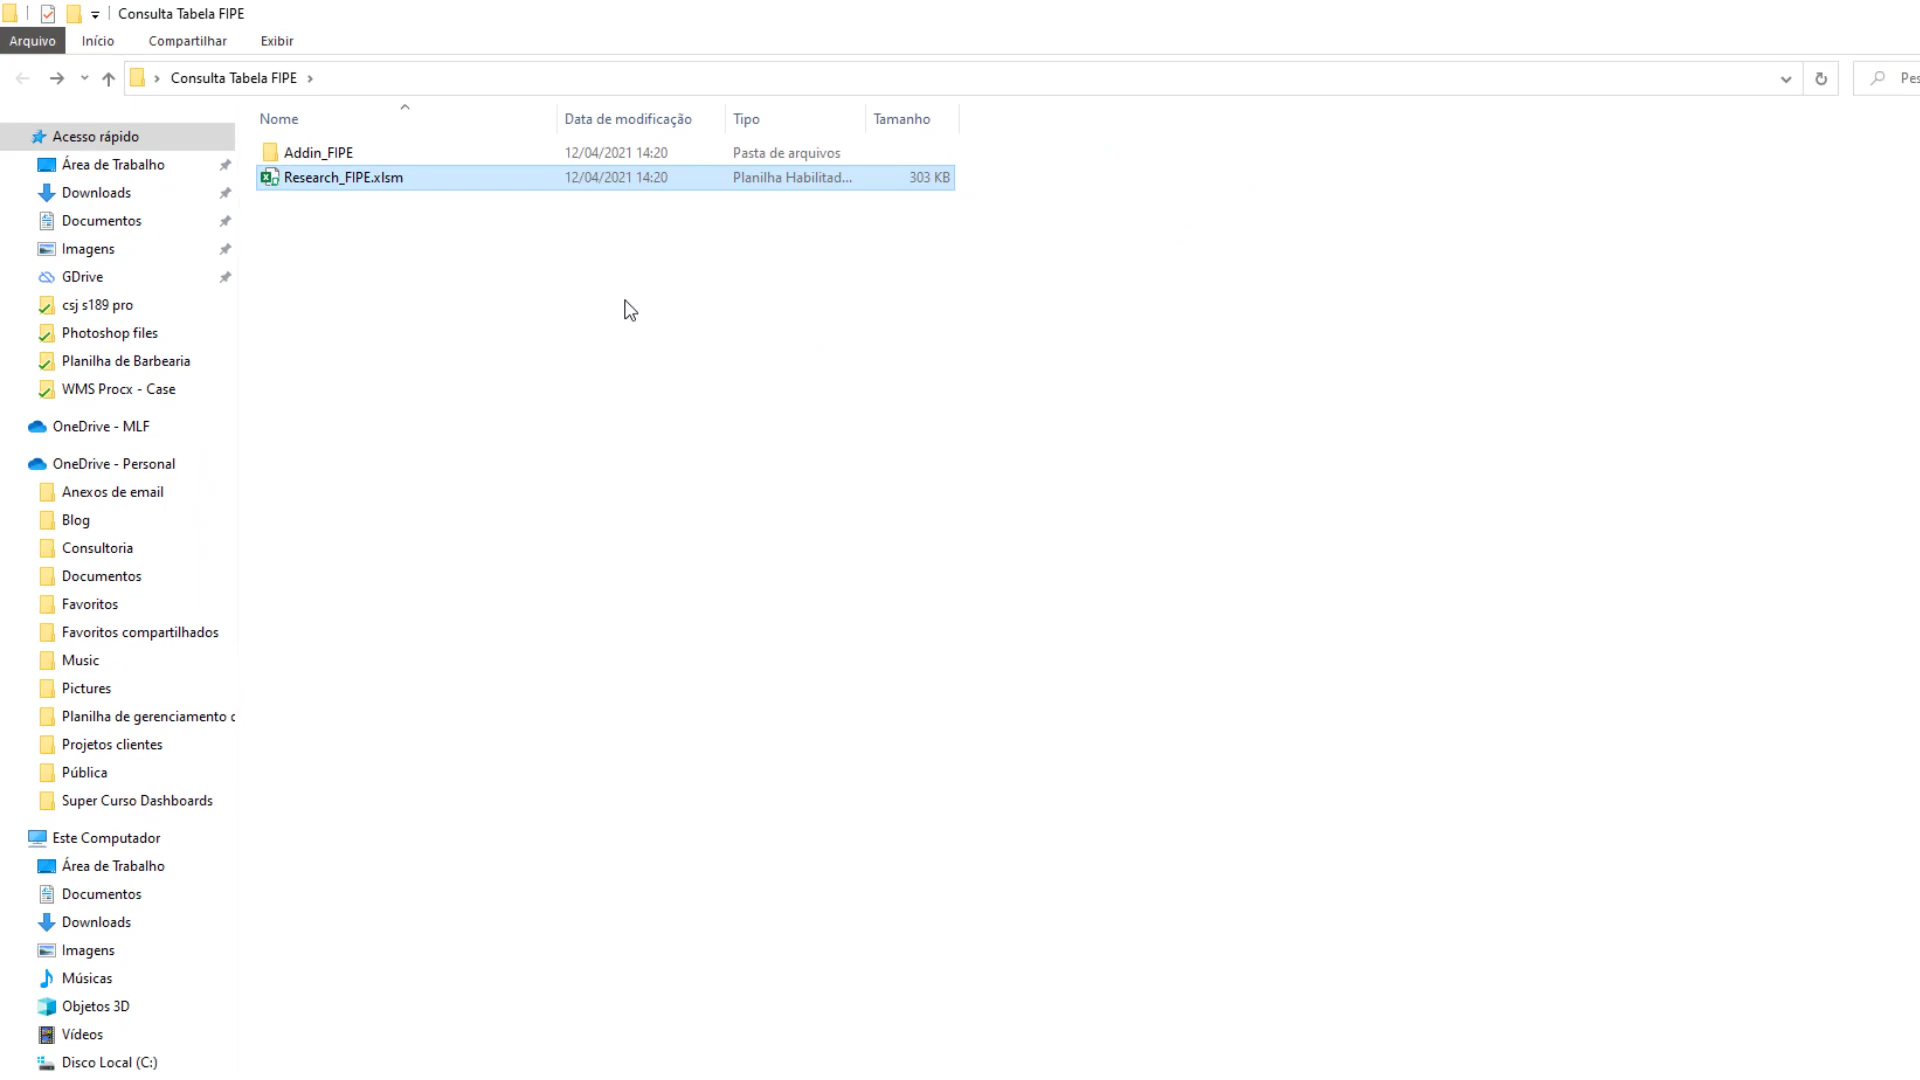 Consulta Tabela FIPE
Arquivo Início Compartilhar Exibir
Consulta Tabela FIPE
Nome Data de modificação Tipo Tamanho
Addin_FIPE 12/04/2021 14:20 Pasta de arquivos
Research_FIPE.xlsm 12/04/2021 14:20 Planilha Habilitad... 303 KB
Acesso rápido
Área de Trabalho
Downloads
Documentos
Imagens
GDrive
csj s189 pro
Photoshop files
Planilha de Barbearia
WMS Procx - Case
OneDrive - MLF
OneDrive - Personal
Anexos de email
Blog
Consultoria
Documentos
Favoritos
Favoritos compartilhados
Music
Pictures
Planilha de gerenciamento
Projetos clientes
Pública
Super Curso Dashboards
Este Computador
Área de Trabalho
Documentos
Downloads
Imagens
Músicas
Objetos 3D
Vídeos
Disco Local (C:)